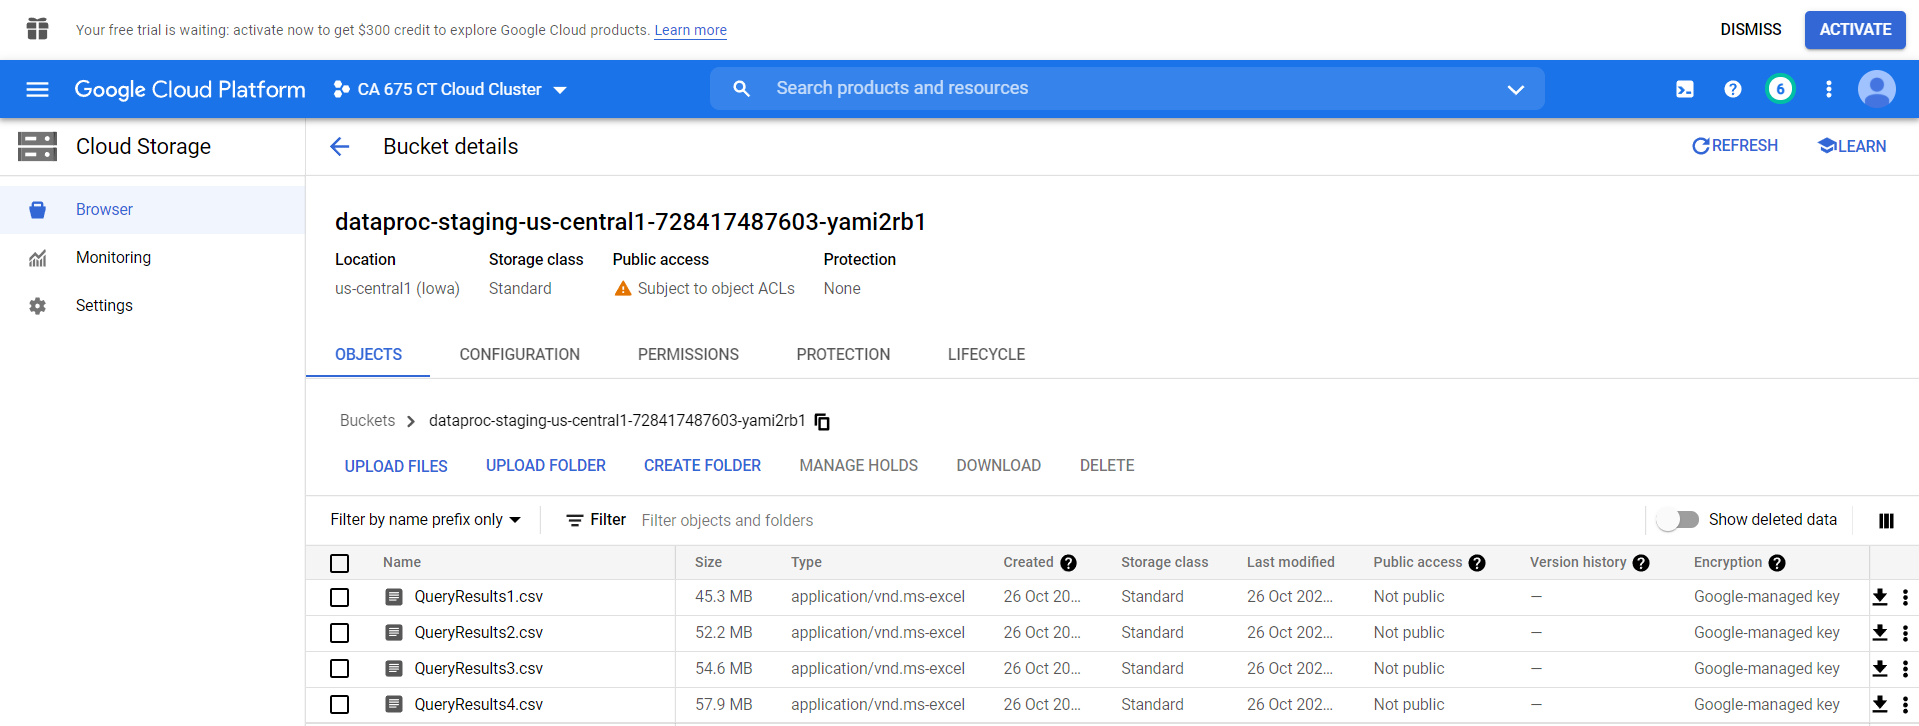 Your free trial is waiting: activate now to get $300 credit to explore Google Cloud products. Learn more
DISMISS
ACTIVATE
Google Cloud Platform
CA 675 CT Cloud Cluster
Search products and resources
6
Cloud Storage
Bucket details
REFRESH
LEARN
Browser
Monitoring
Settings
dataproc-staging-us-central1-728417487603-yami2rb1
Location Storage class Public access Protection
us-central1 (Iowa) Standard Subject to object ACLs None
OBJECTS CONFIGURATION PERMISSIONS PROTECTION LIFECYCLE
Buckets > dataproc-staging-us-central1-728417487603-yami2rb1
UPLOAD FILES UPLOAD FOLDER CREATE FOLDER MANAGE HOLDS DOWNLOAD DELETE
Filter by name prefix only Filter Filter objects and folders Show deleted data
Name Size Type Created ? Storage class Last modified Public access ? Version history ? Encryption ?
QueryResults1.csv 45.3 MB application/vnd.ms-excel 26 Oct 20... Standard 26 Oct 202... Not public — Google-managed key
QueryResults2.csv 52.2 MB application/vnd.ms-excel 26 Oct 20... Standard 26 Oct 202... Not public — Google-managed key
QueryResults3.csv 54.6 MB application/vnd.ms-excel 26 Oct 20... Standard 26 Oct 202... Not public — Google-managed key
QueryResults4.csv 57.9 MB application/vnd.ms-excel 26 Oct 20... Standard 26 Oct 202... Not public — Google-managed key